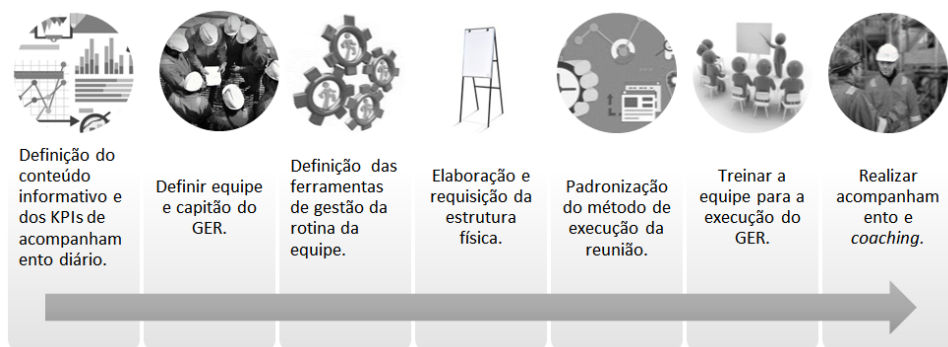 Definição do
conteúdo
informativo e
dos KPIs de
acompanham
ento diário.
Definir equipe
e capitão do
GER.
Definição das
ferramentas
de gestão da
rotina da
equipe.
Elaboração e
requisição da
estrutura
física.
Padronização
do método de
execução da
reunião.
Treinar a
equipe para a
execução do
GER.
Realizar
acompanham
ento e
coaching.